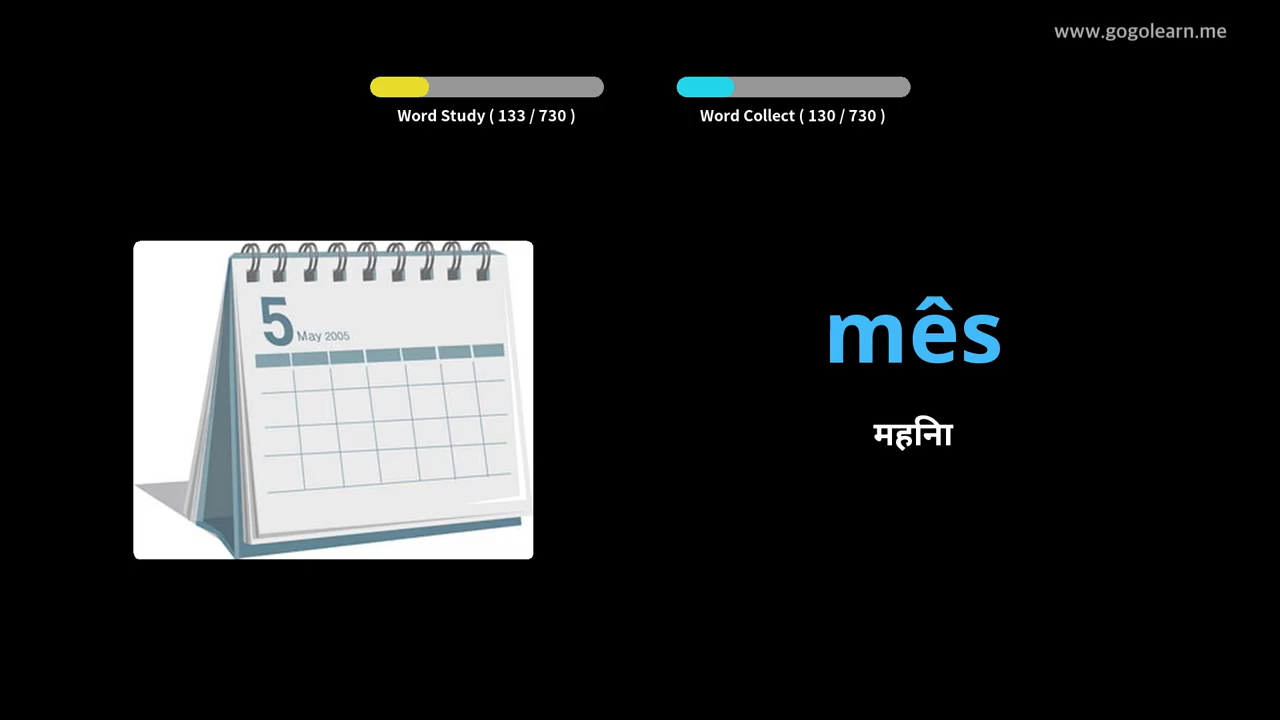 www.gogolearn.me
Word Study ( 133 / 730 )
Word Collect ( 130 / 730 )
5 May 2005
mês
महिना